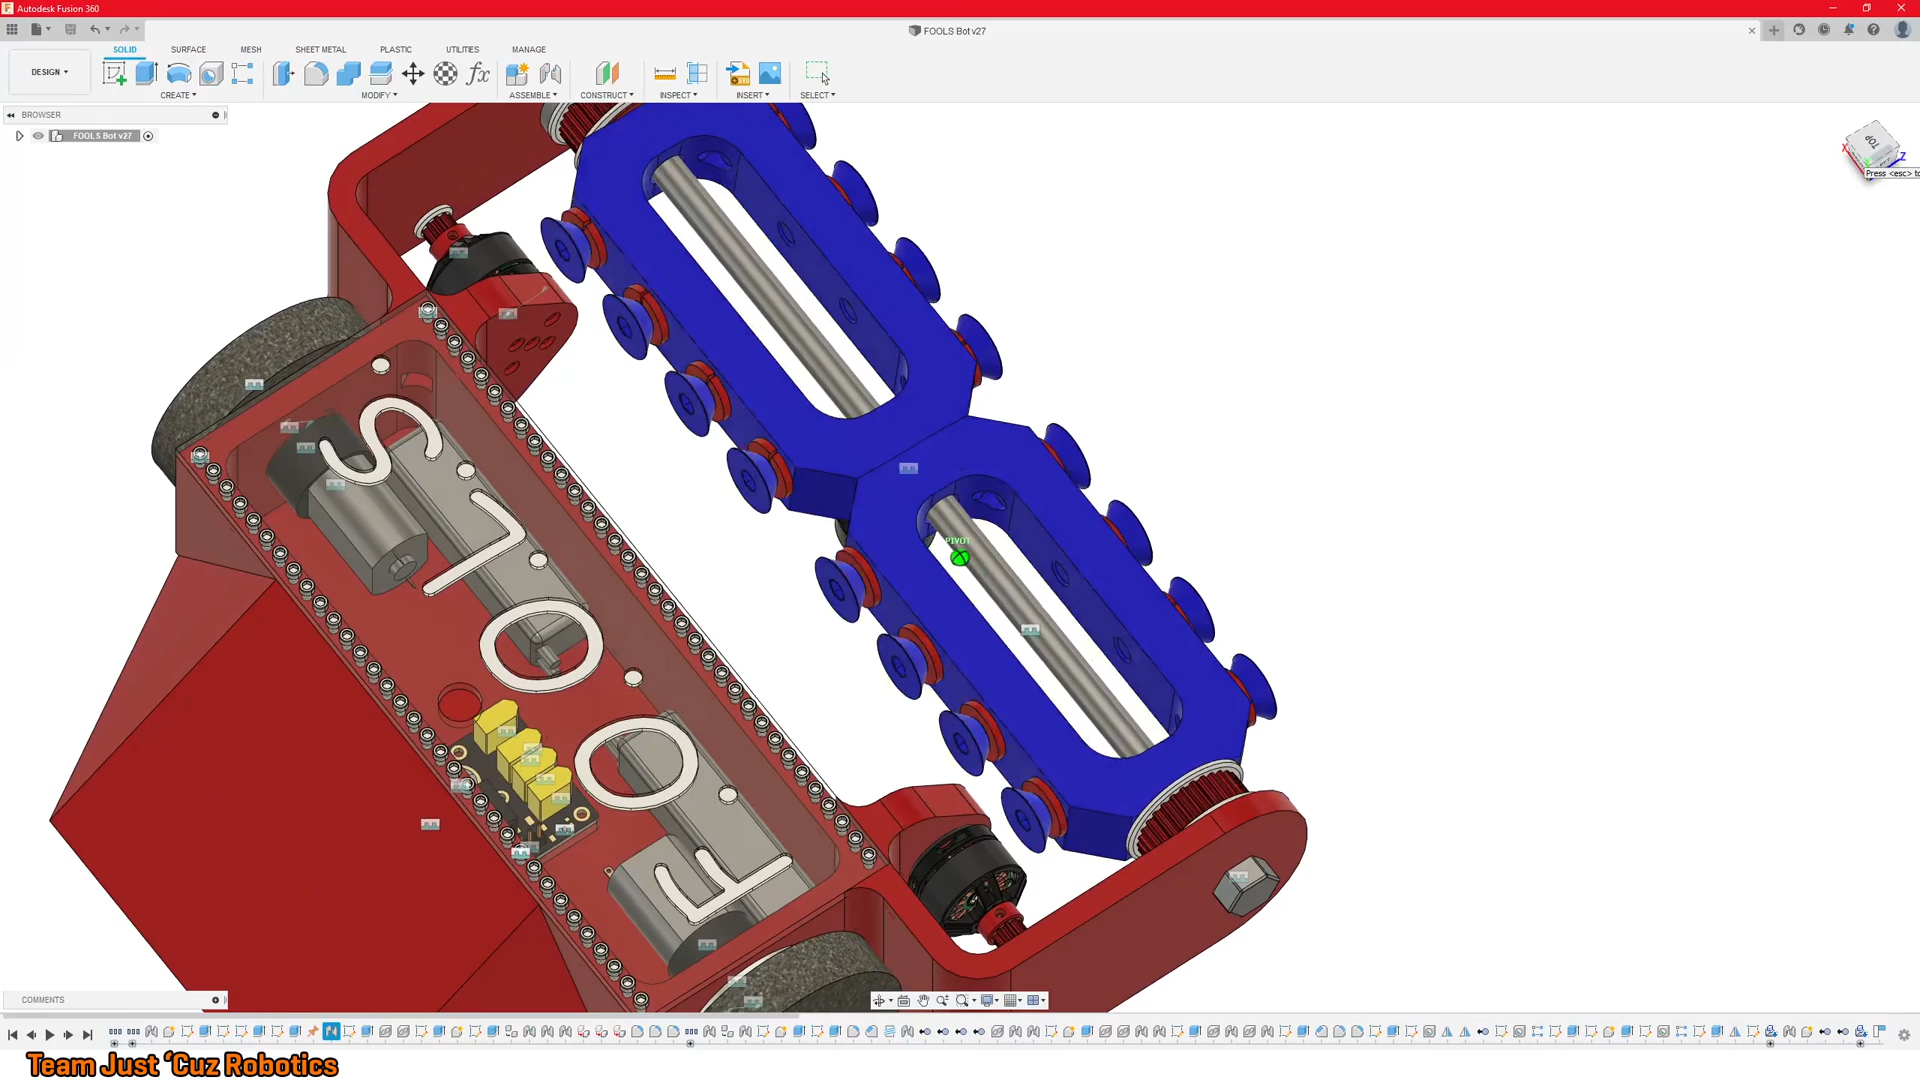 Autodesk Fusion 360
FOOLS Bot v27
DESIGN
SOLID
SURFACE
MESH
SHEET METAL
PLASTIC
UTILITIES
MANAGE
CREATE
MODIFY
ASSEMBLE
CONSTRUCT
INSPECT
INSERT
SELECT
BROWSER
FOOLS Bot v27
TOP
X
Z
Press <esc> to
PIVOT
F.O.O.L.S.
COMMENTS
Team Just ‘Cuz Robotics